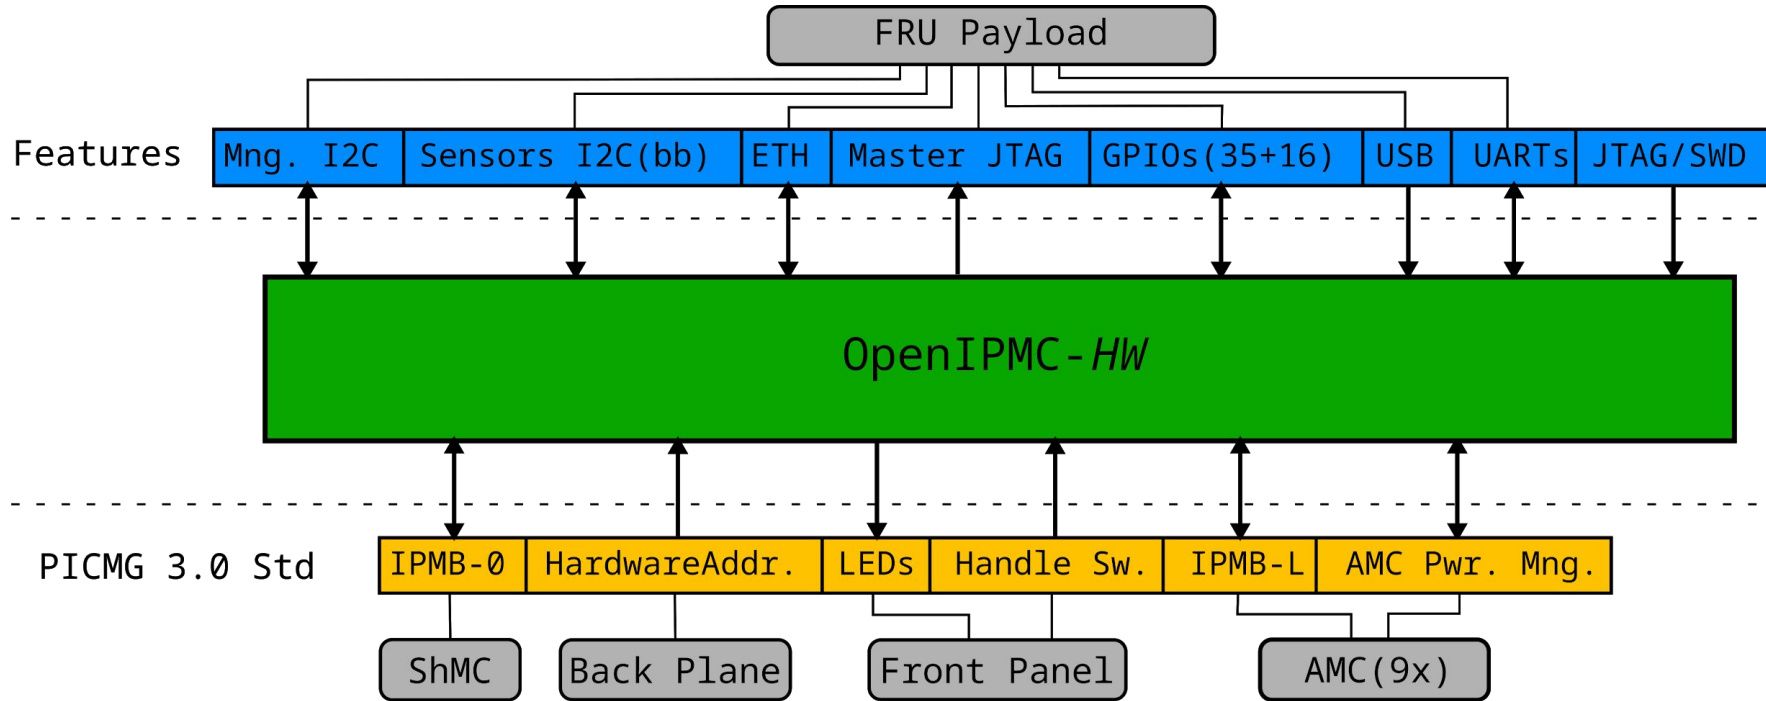 FRU Payload
Features
Mng. I2C
Sensors I2C(bb)
ETH
Master JTAG
GPIOs(35+16)
USB
UARTs
JTAG/SWD
OpenIPMC-HW
PICMG 3.0 Std
IPMB-0
HardwareAddr.
LEDs
Handle Sw.
IPMB-L
AMC Pwr. Mng.
ShMC
Back Plane
Front Panel
AMC(9x)